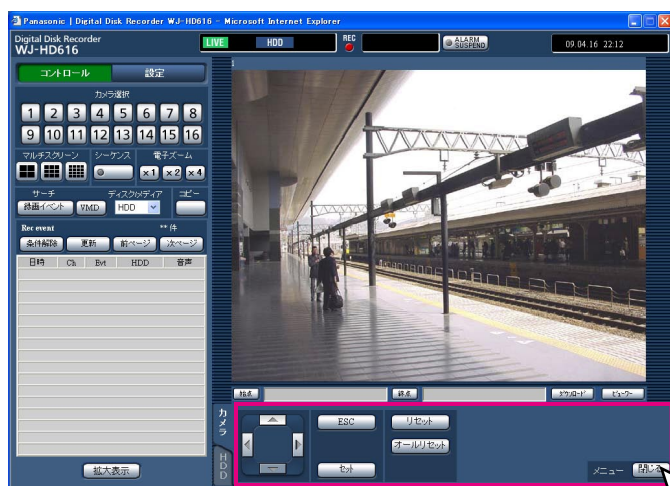 Panasonic | Digital Disk Recorder WJ-HD616 - Microsoft Internet Explorer
Digital Disk Recorder
WJ-HD616
LIVE HDD REC ALARM SUSPEND 09.04.16 22:12
コントロール 設定
カメラ選択
1 2 3 4 5 6 7 8
9 10 11 12 13 14 15 16
マルチスクリーン シーケンス 電子ズーム
×1 ×2 ×4
サーチ ディスク/メディア コピー
録画イベント VMD HDD
Rec event ** 件
条件解除 更新 前ページ 次ページ
日時 Ch Evt HDD 音声
拡大表示
始点 終点 ダウンロード ビューワー
カメラ
HDD
ESC リセット
オールリセット
セット
メニュー 閉じる